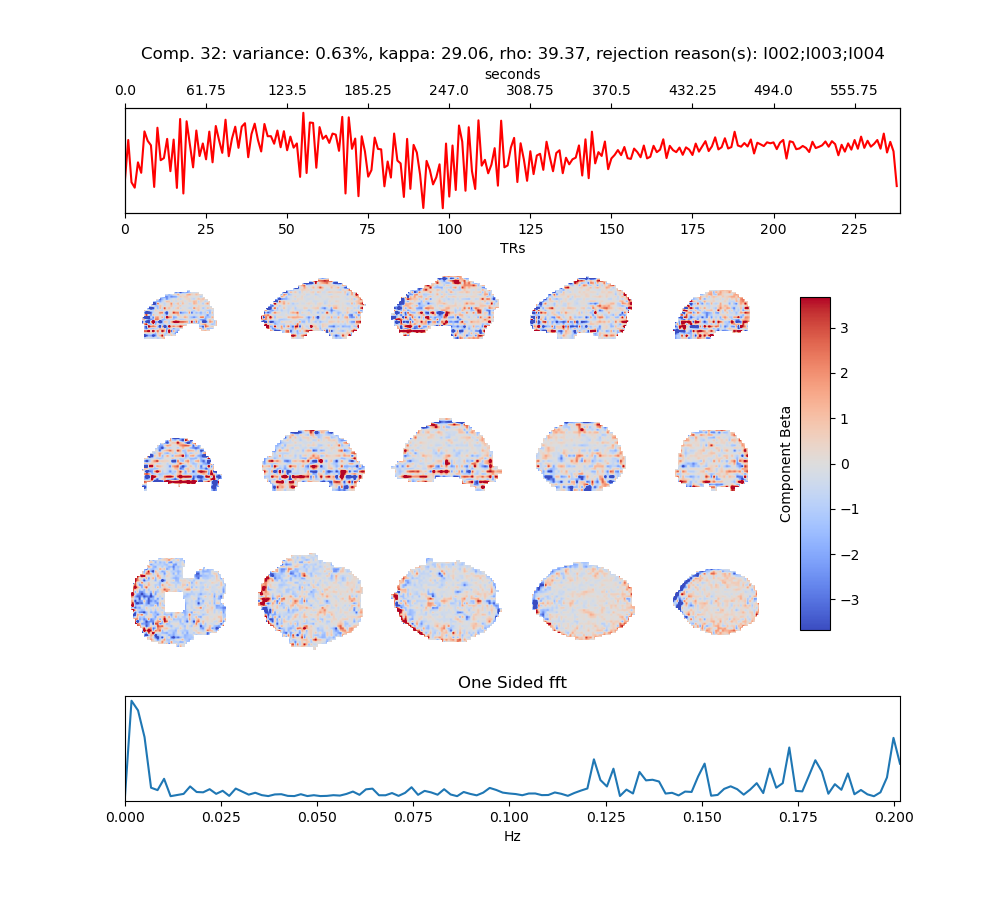 Comp. 32: variance: 0.63%, kappa: 29.06, rho: 39.37, rejection reason(s): I002;I003;I004
seconds
0.0 61.75 123.5 185.25 247.0 308.75 370.5 432.25 494.0 555.75
0 25 50 75 100 125 150 175 200 225
TRs
3
2
1
0
−1
−2
−3
Component Beta
One Sided fft
0.000 0.025 0.050 0.075 0.100 0.125 0.150 0.175 0.200
Hz